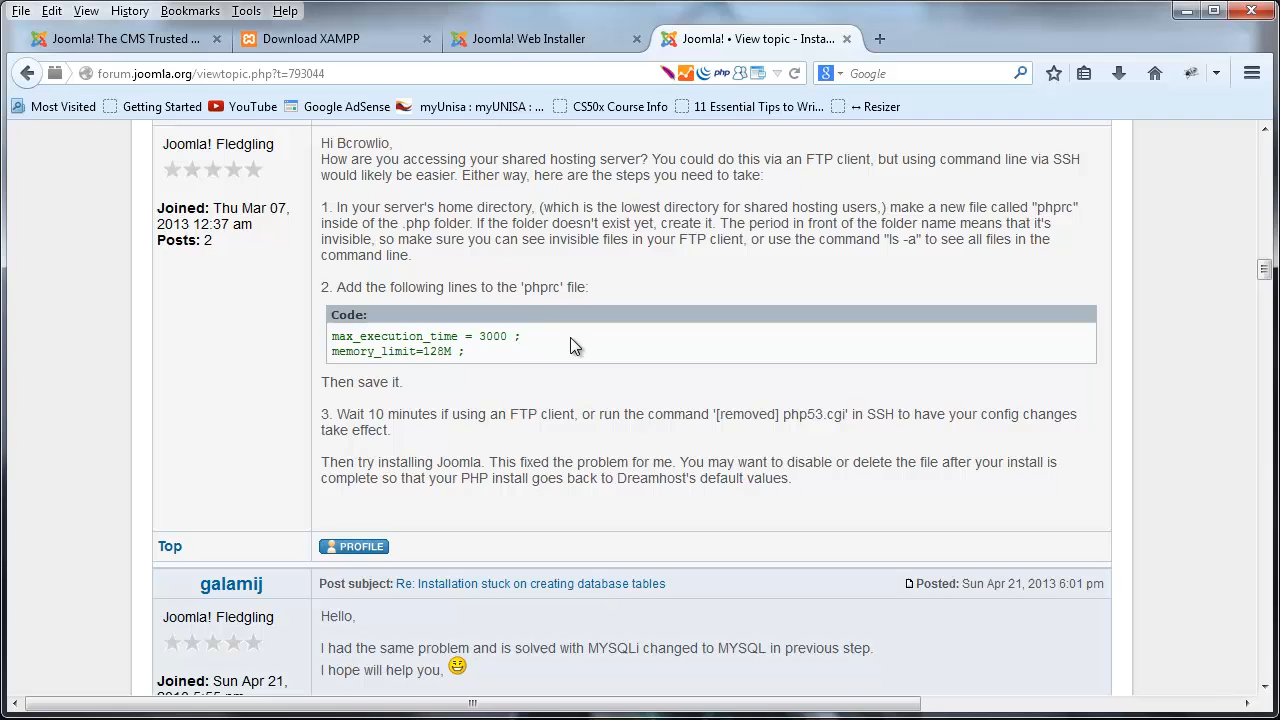 File Edit View History Bookmarks Tools Help
Joomla! The CMS Trusted ... × Download XAMPP × Joomla! Web Installer × Joomla! • View topic - Insta... × +
forum.joomla.org/viewtopic.php?t=793044 php Google
Most Visited Getting Started YouTube Google AdSense myUnisa : myUNISA : ... CS50x Course Info 11 Essential Tips to Wri... ↔ Resizer
Joomla! Fledgling
Joined: Thu Mar 07,
2013 12:37 am
Posts: 2
Hi Bcrowlio,
How are you accessing your shared hosting server? You could do this via an FTP client, but using command line via SSH
would likely be easier. Either way, here are the steps you need to take:
1. In your server's home directory, (which is the lowest directory for shared hosting users,) make a new file called "phprc"
inside of the .php folder. If the folder doesn't exist yet, create it. The period in front of the folder name means that it's
invisible, so make sure you can see invisible files in your FTP client, or use the command "ls -a" to see all files in the
command line.
2. Add the following lines to the 'phprc' file:
Code:
max_execution_time = 3000 ;
memory_limit=128M ;
Then save it.
3. Wait 10 minutes if using an FTP client, or run the command '[removed] php53.cgi' in SSH to have your config changes
take effect.
Then try installing Joomla. This fixed the problem for me. You may want to disable or delete the file after your install is
complete so that your PHP install goes back to Dreamhost's default values.
Top PROFILE
galamij Post subject: Re: Installation stuck on creating database tables Posted: Sun Apr 21, 2013 6:01 pm
Joomla! Fledgling
Joined: Sun Apr 21,
Hello,
I had the same problem and is solved with MYSQLi changed to MYSQL in previous step.
I hope will help you,